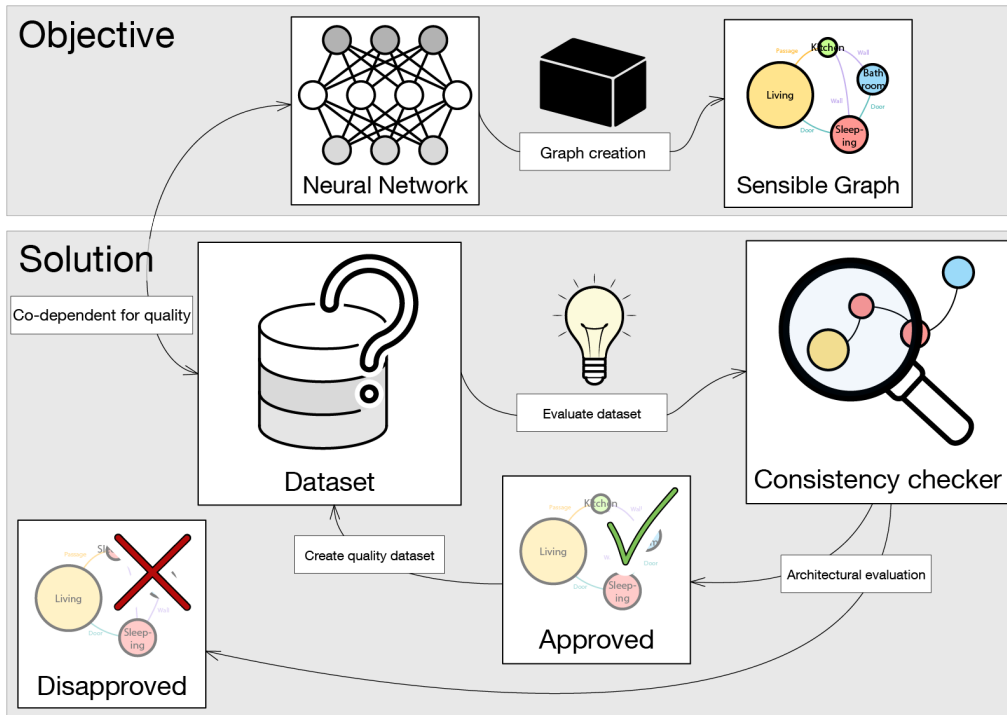 Objective
Neural Network
Graph creation
Passage
Kitchen
Wall
Living
Bath
room
Wall
Door
Door
Sleep-
ing
Sensible Graph
Solution
Co-dependent for quality
Dataset
Evaluate dataset
Consistency checker
Create quality dataset
Architectural evaluation
Passage
Living
Door
Wall
Sleep-
ing
Disapproved
Passage
Kitchen
Wall
Living
Door
Door
Sleep-
ing
Approved